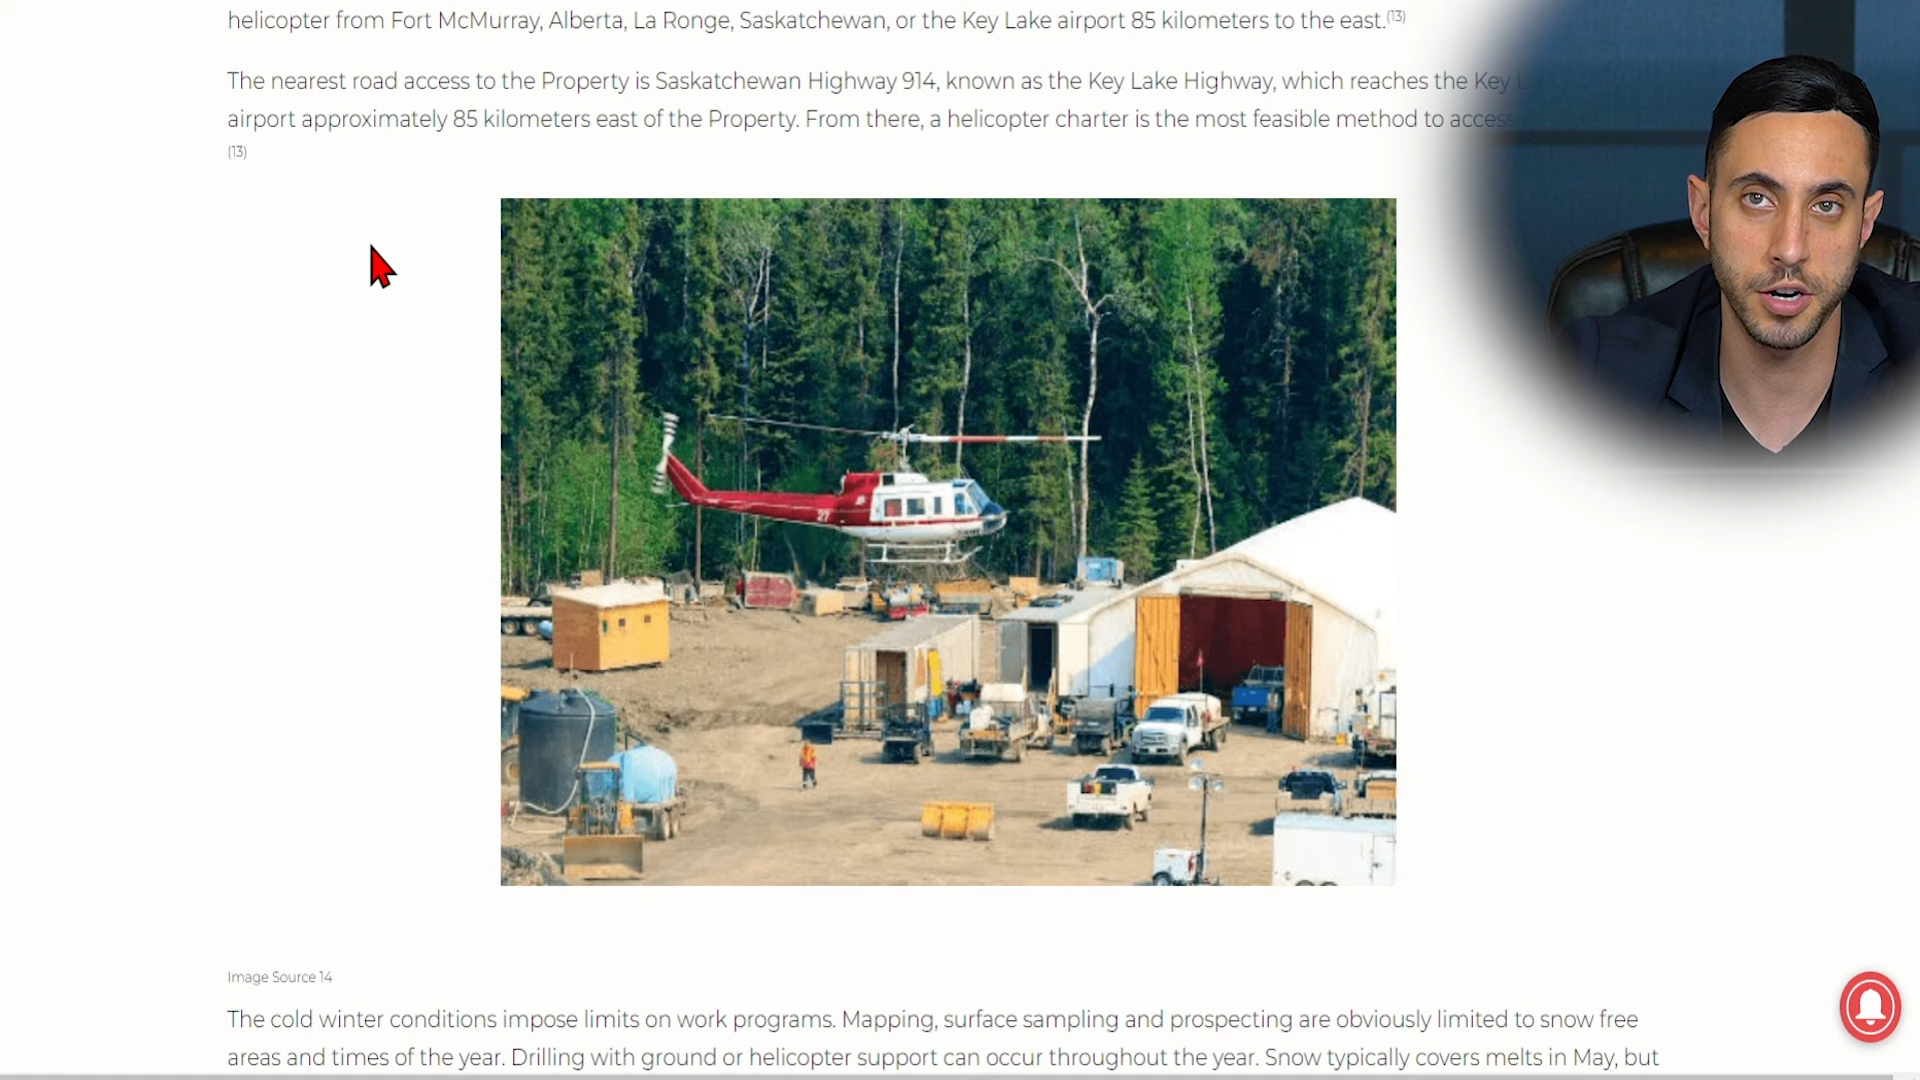 helicopter from Fort McMurray, Alberta, La Ronge, Saskatchewan, or the Key Lake airport 85 kilometers to the east.(13)
The nearest road access to the Property is Saskatchewan Highway 914, known as the Key Lake Highway, which reaches the Key
airport approximately 85 kilometers east of the Property. From there, a helicopter charter is the most feasible method to access
(13)
27
Image Source 14
The cold winter conditions impose limits on work programs. Mapping, surface sampling and prospecting are obviously limited to snow free
areas and times of the year. Drilling with ground or helicopter support can occur throughout the year. Snow typically covers melts in May, but